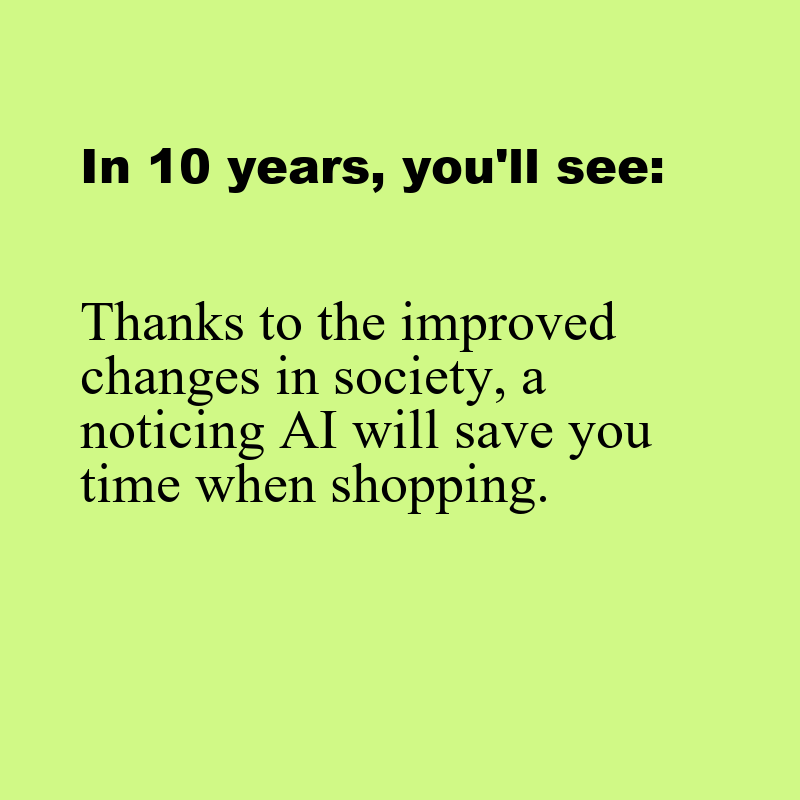 In 10 years, you'll see:
Thanks to the improved
changes in society, a
noticing AI will save you
time when shopping.